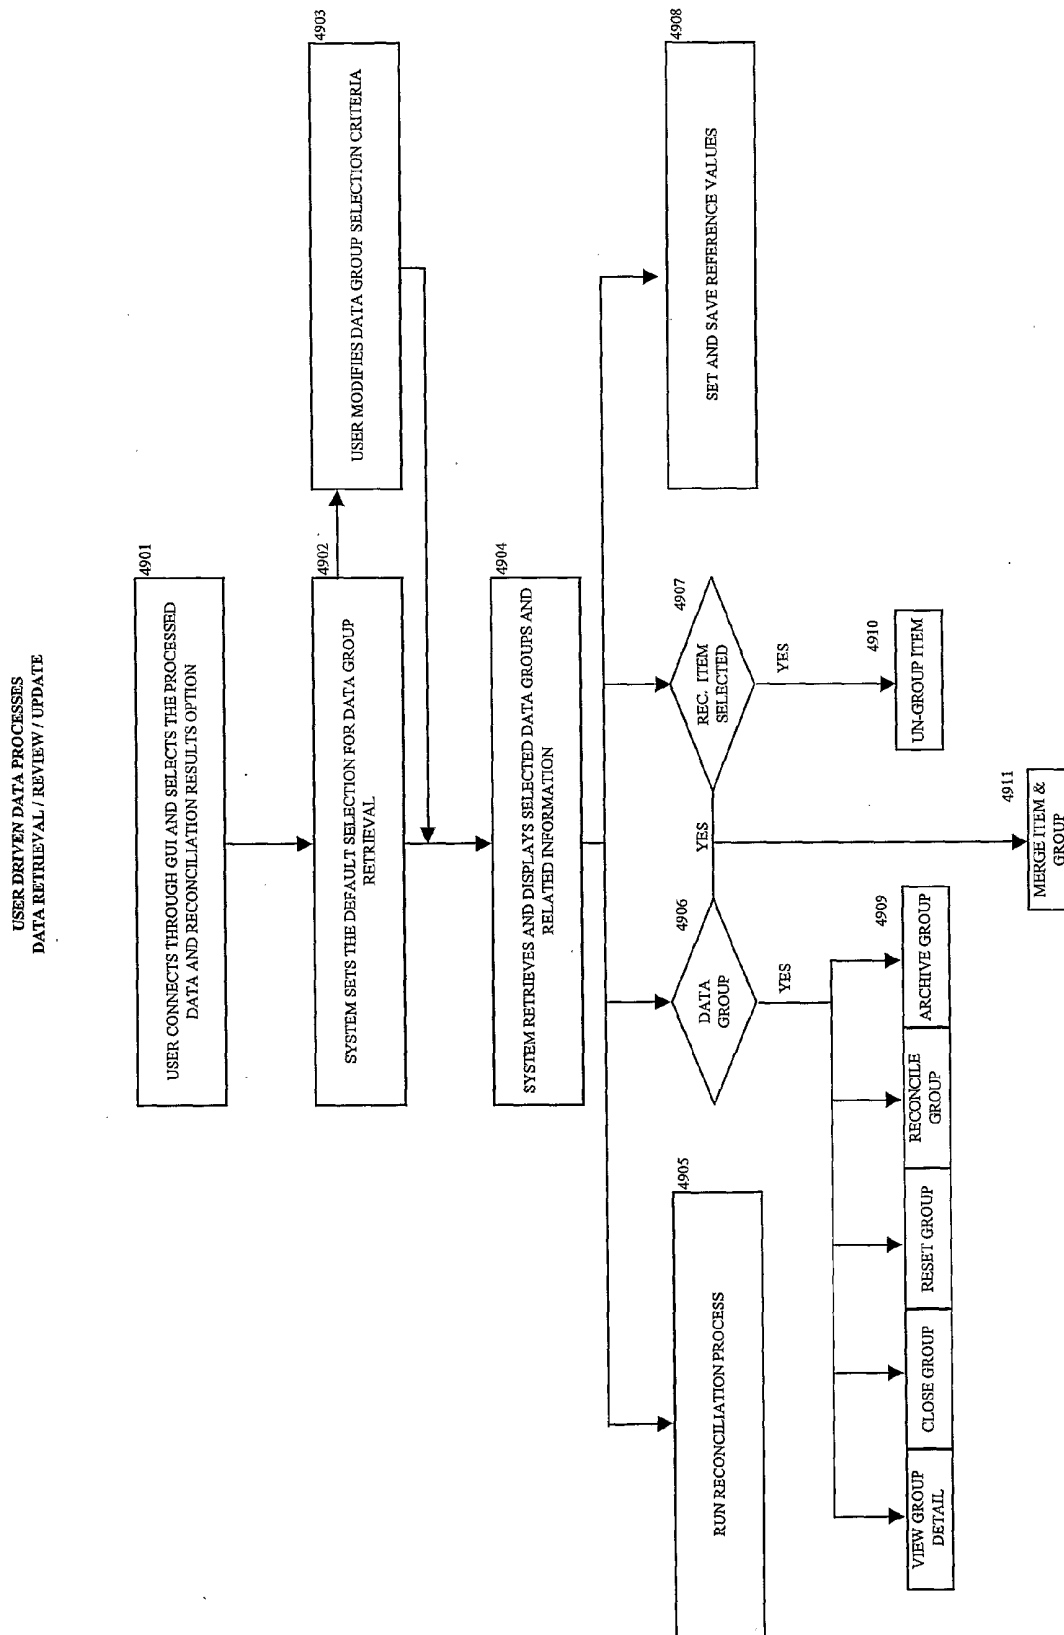 USER DRIVEN DATA PROCESSES
DATA RETRIEVAL / REVIEW / UPDATE
4901
USER CONNECTS THROUGH GUI AND SELECTS THE PROCESSED
DATA AND RECONCILIATION RESULTS OPTION
4902
SYSTEM SETS THE DEFAULT SELECTION FOR DATA GROUP
RETRIEVAL
4903
USER MODIFIES DATA GROUP SELECTION CRITERIA
4904
SYSTEM RETRIEVES AND DISPLAYS SELECTED DATA GROUPS AND
RELATED INFORMATION
4905
RUN RECONCILIATION PROCESS
4906
DATA
GROUP
YES
4907
REC. ITEM
SELECTED
YES
4908
SET AND SAVE REFERENCE VALUES
YES
4909
VIEW GROUP
DETAIL
CLOSE GROUP
RESET GROUP
RECONCILE
GROUP
ARCHIVE GROUP
4910
UN-GROUP ITEM
4911
MERGE ITEM &
GROUP